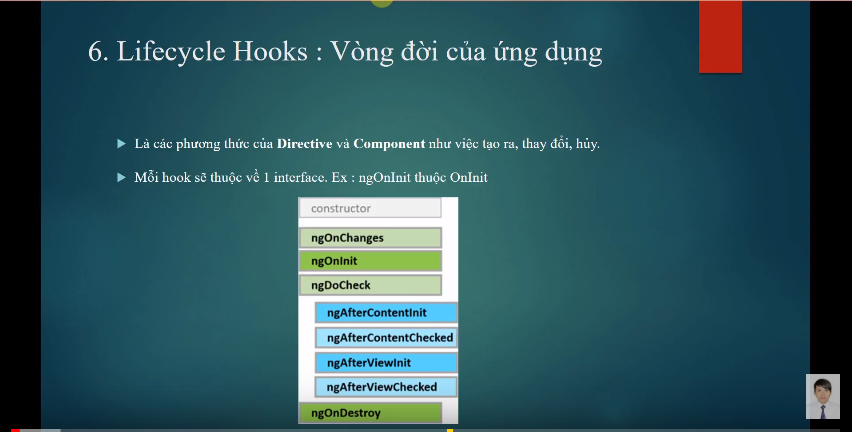 6. Lifecycle Hooks : Vòng đời của ứng dụng
Là các phương thức của Directive và Component như việc tạo ra, thay đổi, hủy.
Mỗi hook sẽ thuộc về 1 interface. Ex : ngOnInit thuộc OnInit
constructor
ngOnChanges
ngOnInit
ngDoCheck
ngAfterContentInit
ngAfterContentChecked
ngAfterViewInit
ngAfterViewChecked
ngOnDestroy